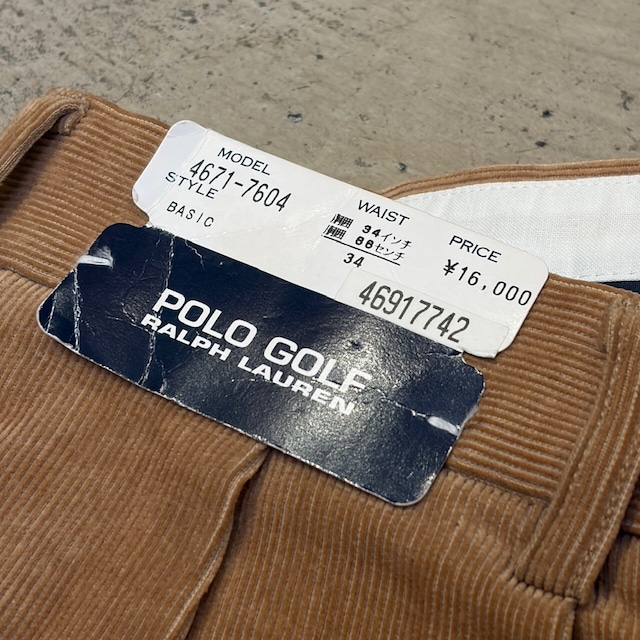 MODEL
4671-7604
STYLE
BASIC
WAIST
34インチ
86センチ
34
PRICE
¥16,000
46917742
POLO GOLF
RALPH LAUREN